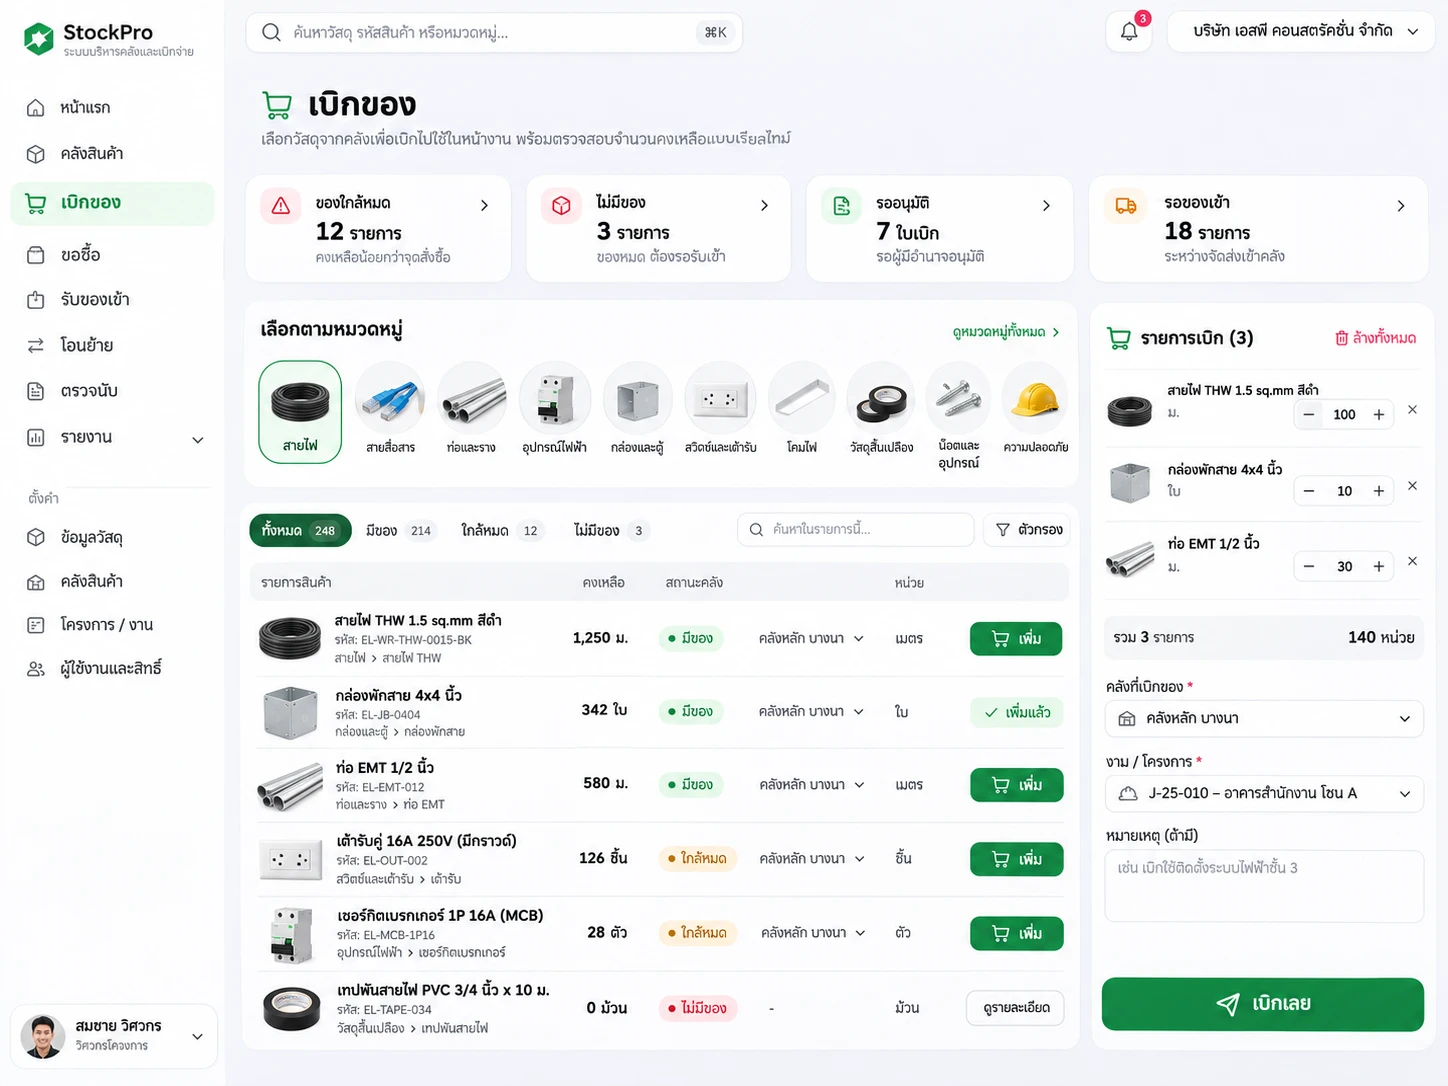 StockPro
ระบบบริหารคลังและเบิกจ่าย
หน้าแรก
คลังสินค้า
เบิกของ
ขอซื้อ
รับของเข้า
โอนย้าย
ตรวจนับ
รายงาน
ตั้งค่า
ข้อมูลวัสดุ
คลังสินค้า
โครงการ / งาน
ผู้ใช้งานและสิทธิ์
สมชาย วิศวกร
วิศวกรโครงการ
ค้นหาวัสดุ รหัสสินค้า หรือหมวดหมู่...
⌘K
3
บริษัท เอสพี คอนสตรัคชั่น จำกัด
เบิกของ
เลือกวัสดุจากคลังเพื่อเบิกไปใช้ในหน้างาน พร้อมตรวจสอบจำนวนคงเหลือแบบเรียลไทม์
ของใกล้หมด
12 รายการ
คงเหลือน้อยกว่าจุดสั่งซื้อ
ไม่มีของ
3 รายการ
ของหมด ต้องรอรับเข้า
รออนุมัติ
7 ใบเบิก
รอผู้มีอำนาจอนุมัติ
รอของเข้า
18 รายการ
ระหว่างจัดส่งเข้าคลัง
เลือกตามหมวดหมู่
ดูหมวดหมู่ทั้งหมด
สายไฟ
สายสื่อสาร
ท่อและราง
อุปกรณ์ไฟฟ้า
กล่องและตู้
สวิตช์และเต้ารับ
โคมไฟ
วัสดุสิ้นเปลือง
น็อตและ
อุปกรณ์
ความปลอดภัย
ทั้งหมด 248
มีของ 214
ใกล้หมด 12
ไม่มีของ 3
ค้นหาในรายการนี้...
ตัวกรอง
รายการสินค้า คงเหลือ สถานะคลัง หน่วย
สายไฟ THW 1.5 sq.mm สีดำ
รหัส: EL-WR-THW-0015-BK
สายไฟ > สายไฟ THW
1,250 ม. มีของ คลังหลัก บางนา เมตร เพิ่ม
กล่องพักสาย 4x4 นิ้ว
รหัส: EL-JB-0404
กล่องและตู้ > กล่องพักสาย
342 ใบ มีของ คลังหลัก บางนา ใบ เพิ่มแล้ว
ท่อ EMT 1/2 นิ้ว
รหัส: EL-EMT-012
ท่อและราง > ท่อ EMT
580 ม. มีของ คลังหลัก บางนา เมตร เพิ่ม
เต้ารับคู่ 16A 250V (มีกราวด์)
รหัส: EL-OUT-002
สวิตช์และเต้ารับ > เต้ารับ
126 ชิ้น ใกล้หมด คลังหลัก บางนา ชิ้น เพิ่ม
เซอร์กิตเบรกเกอร์ 1P 16A (MCB)
รหัส: EL-MCB-1P16
อุปกรณ์ไฟฟ้า > เซอร์กิตเบรกเกอร์
28 ตัว ใกล้หมด คลังหลัก บางนา ตัว เพิ่ม
เทปพันสายไฟ PVC 3/4 นิ้ว x 10 ม.
รหัส: EL-TAPE-034
วัสดุสิ้นเปลือง > เทปพันสายไฟ
0 ม้วน ไม่มีของ - ม้วน ดูรายละเอียด
รายการเบิก (3)
ล้างทั้งหมด
สายไฟ THW 1.5 sq.mm สีดำ
ม. − 100 + ×
กล่องพักสาย 4x4 นิ้ว
ใบ − 10 + ×
ท่อ EMT 1/2 นิ้ว
ม. − 30 + ×
รวม 3 รายการ 140 หน่วย
คลังที่เบิกของ *
คลังหลัก บางนา
งาม / โครงการ *
J-25-010 – อาคารสำนักงาน โซน A
หมายเหตุ (ถ้ามี)
เช่น เบิกใช้ติดตั้งระบบไฟฟ้าชั้น 3
เบิกเลย